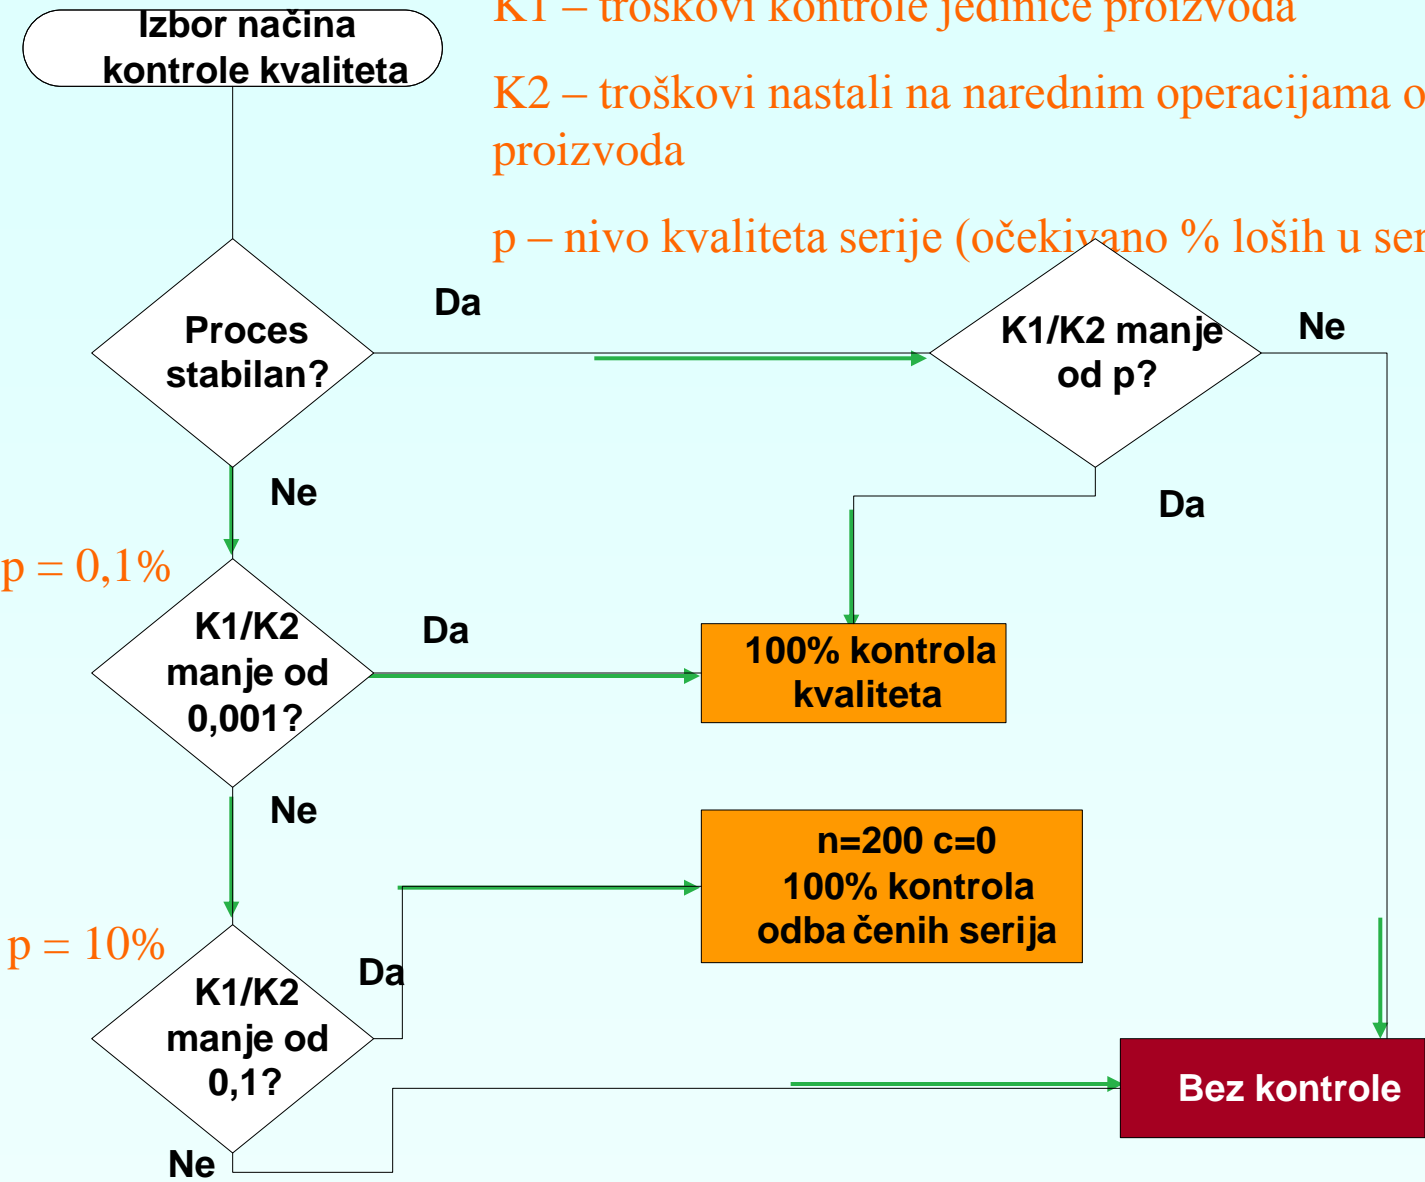 Izbor načina
kontrole kvaliteta
K1 – troškovi kontrole jedinice proizvoda
K2 – troškovi nastali na narednim operacijama
proizvoda
p – nivo kvaliteta serije (očekivano % loših u
Da
Proces
stabilan?
K1/K2 manje
od p?
Ne
Ne
Da
p = 0,1%
K1/K2
manje od
0,001?
Da
100% kontrola
kvaliteta
Ne
n=200 c=0
100% kontrola
odba čenih serija
p = 10%
Da
K1/K2
manje od
0,1?
Bez kontrole
Ne